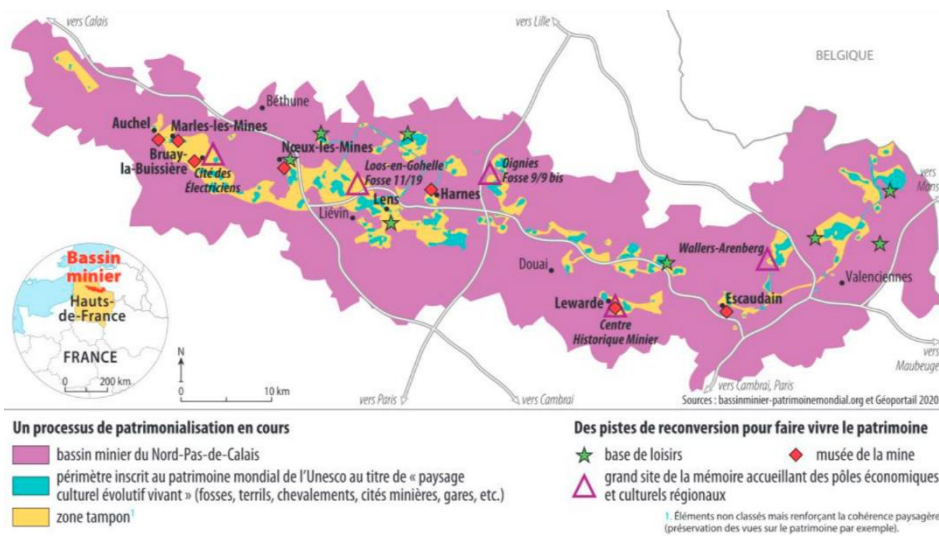 vers Calais
vers Lille
BELGIQUE
Béthune
Auchel
Marles-les-Mines
Nœux-les-Mines
Bruay-
la-Buissière
Cité des
Électriciens
Loos-en-Gohelle
Fosse 11/19
Oignies
Fosse 9/9 bis
Harnes
Lens
Liévin
vers
Mons
Wallers-Arenberg
Douai
Valenciennes
Lewarde
Escaudain
Centre
Historique Minier
vers
Maubeuge
Bassin
minier
Hauts-
de-France
FRANCE
0 200 km
N
0 10 km
vers Paris
vers Cambrai
vers Cambrai, Paris
Sources : bassinminier-patrimoinemondial.org et Géoportail 2020
Un processus de patrimonialisation en cours
bassin minier du Nord-Pas-de-Calais
périmètre inscrit au patrimoine mondial de l'Unesco au titre de « paysage
culturel évolutif vivant » (fosses, terrils, chevalements, cités minières, gares, etc.)
zone tampon¹
Des pistes de reconversion pour faire vivre le patrimoine
base de loisirs
musée de la mine
grand site de la mémoire accueillant des pôles économiques
et culturels régionaux
1. Éléments non classés mais renforçant la cohérence paysagère
(préservation des vues sur le patrimoine par exemple).